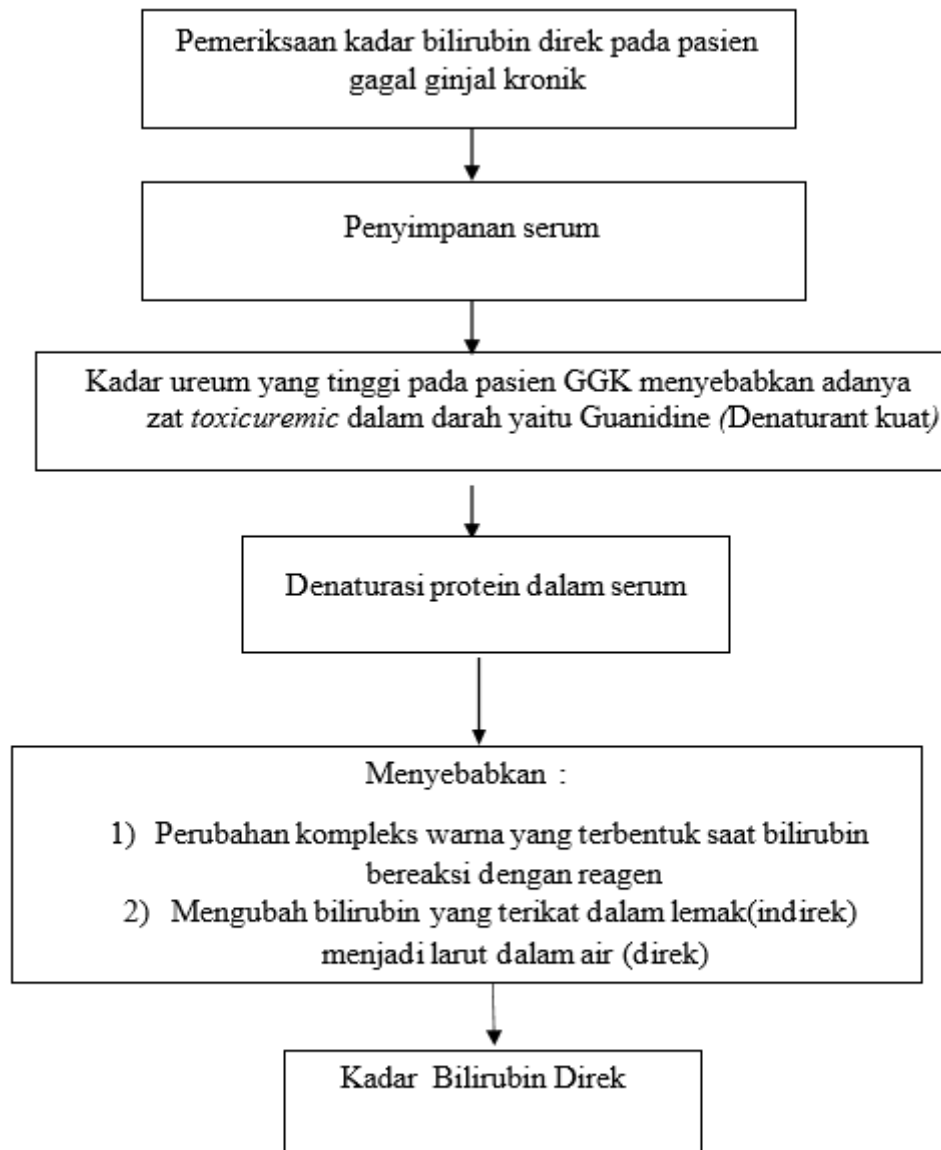 Pemeriksaan kadar bilirubin direk pada pasien
gagal ginjal kronik
Penyimpanan serum
Kadar ureum yang tinggi pada pasien GGK menyebabkan adanya
zat toxicuremic dalam darah yaitu Guanidine (Denaturant kuat)
Denaturasi protein dalam serum
Menyebabkan :
1) Perubahan kompleks warna yang terbentuk saat bilirubin
bereaksi dengan reagen
2) Mengubah bilirubin yang terikat dalam lemak(indirek)
menjadi larut dalam air (direk)
Kadar Bilirubin Direk